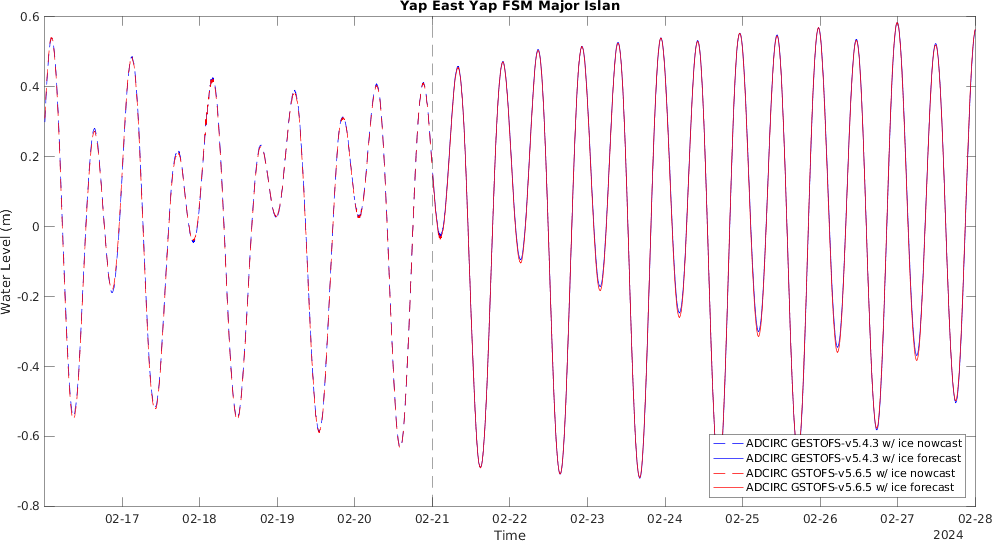 Yap East Yap FSM Major Islan
0.6
0.4
0.2
0
-0.2
-0.4
-0.6
-0.8
Water Level (m)
ADCIRC GESTOFS-v5.4.3 w/ ice nowcast
ADCIRC GESTOFS-v5.4.3 w/ ice forecast
ADCIRC GSTOFS-v5.6.5 w/ ice nowcast
ADCIRC GSTOFS-v5.6.5 w/ ice forecast
02-17 02-18 02-19 02-20 02-21 02-22 02-23 02-24 02-25 02-26 02-27 02-28
Time
2024